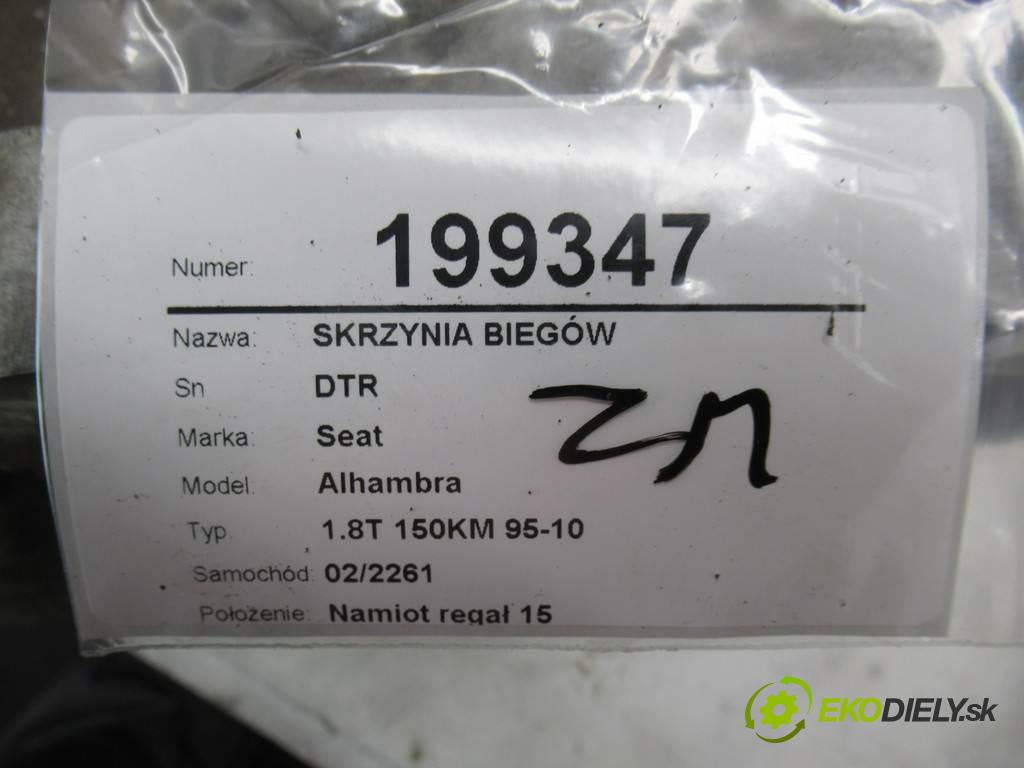 Numer: 199347
Nazwa: SKRZYNIA BIEGÓW
Sn DTR
Marka: Seat
Model: Alhambra
Typ 1.8T 150KM 95-10
Samochód: 02/2261
Położenie: Namiot regał 15
EKODIELY.sk